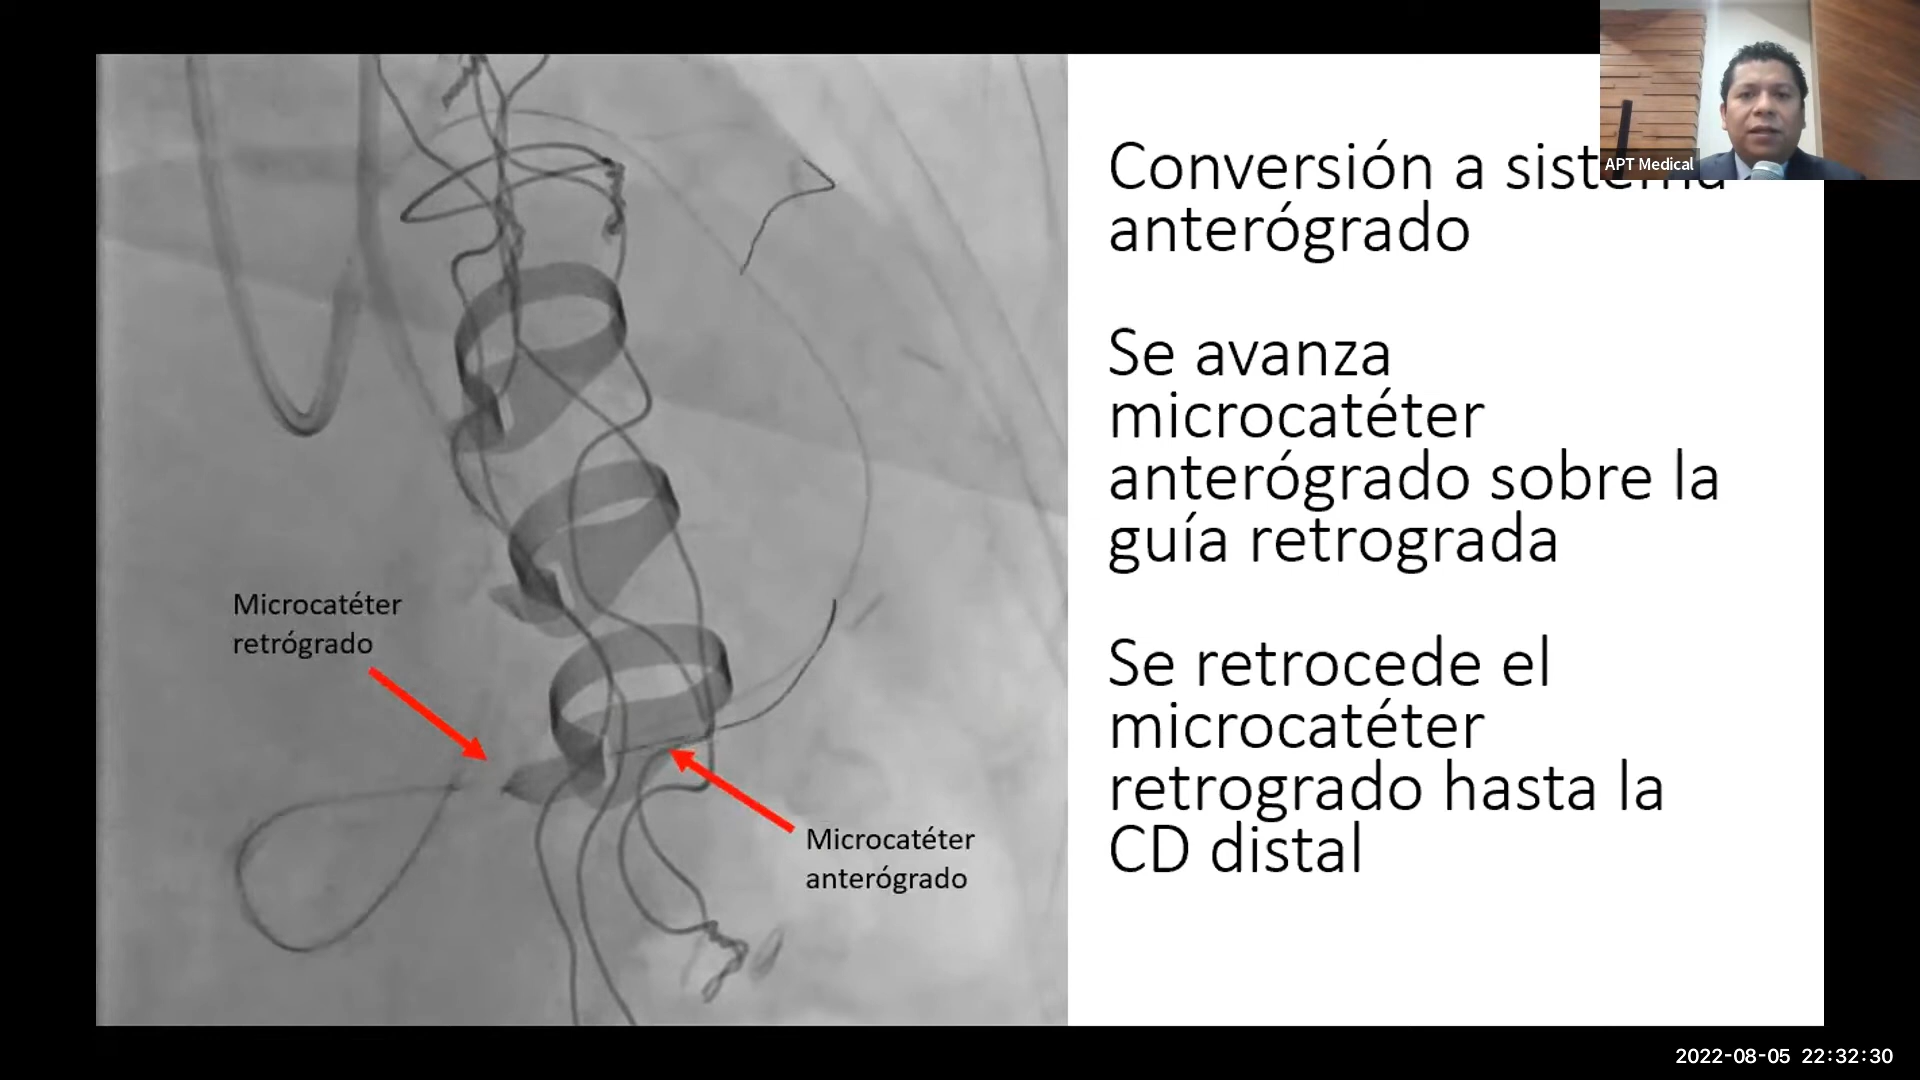 Conversión a sistema
anterógrado
Se avanza
microcatéter
anterógrado sobre la
guía retrograda
Se retrocede el
microcatéter
retrogrado hasta la
CD distal
Microcatéter
retrógrado
Microcatéter
anterógrado
APT Medical
2022-08-05 22:32:30